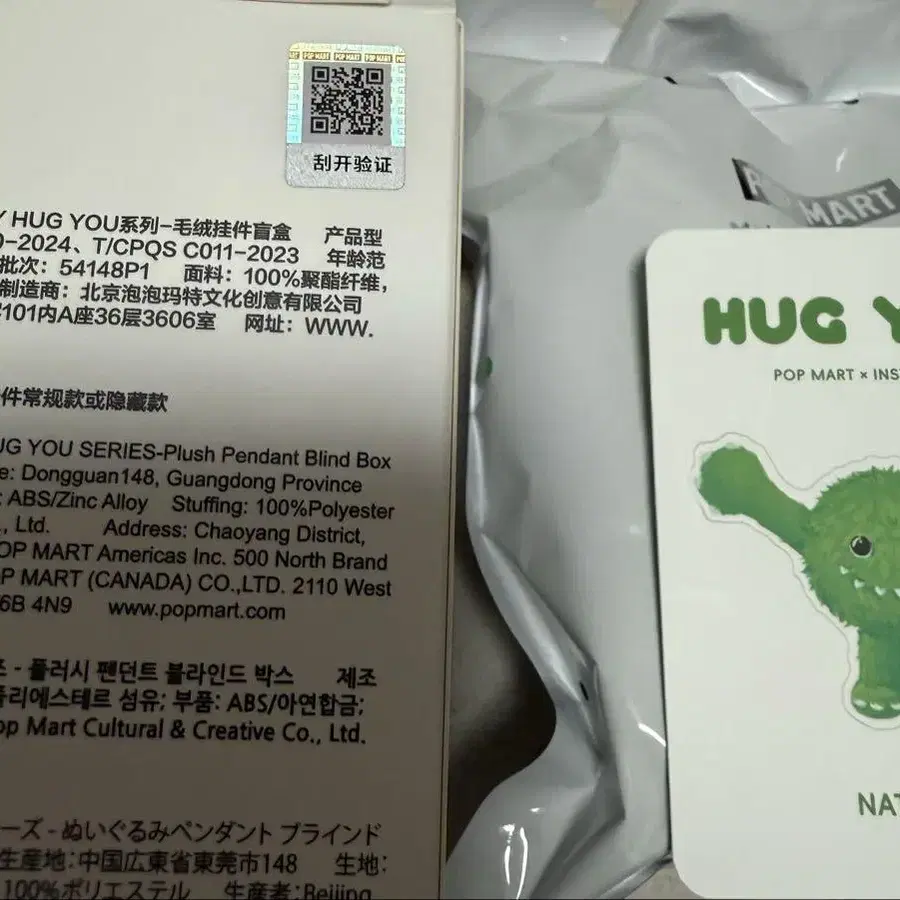 POP MART POP MART POP MART
刮开验证
Y HUG YOU系列-毛绒挂件盲盒 产品型
-2024、T/CPQS C011-2023 年龄范
批次：54148P1 面料：100%聚酯纤维，
制造商：北京泡泡玛特文化创意有限公司
101内A座36层3606室 网址：WWW.
件常规款或隐藏款
UG YOU SERIES-Plush Pendant Blind Box
e: Dongguan148, Guangdong Province
: ABS/Zinc Alloy Stuffing: 100%Polyester
., Ltd. Address: Chaoyang District,
OP MART Americas Inc. 500 North Brand
OP MART (CANADA) CO.,LTD. 2110 West
6B 4N9 www.popmart.com
즈 - 플러시 펜던트 블라인드 박스 제조
폴리에스테르 섬유; 부품: ABS/아연합금;
Pop Mart Cultural & Creative Co., Ltd.
ーズ - ぬいぐるみペンダント ブラインド
生産地:中国広東省東莞市148 生地:
100%ポリエステル 生産者:Beijing
POP MART
HUG Y
POP MART × INS
NAT